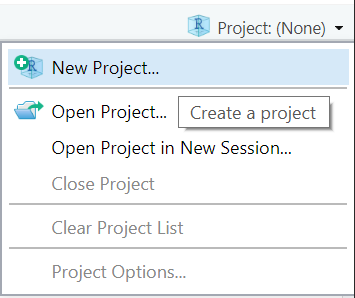 Project: (None)
New Project...
Open Project...
Create a project
Open Project in New Session...
Close Project
Clear Project List
Project Options...